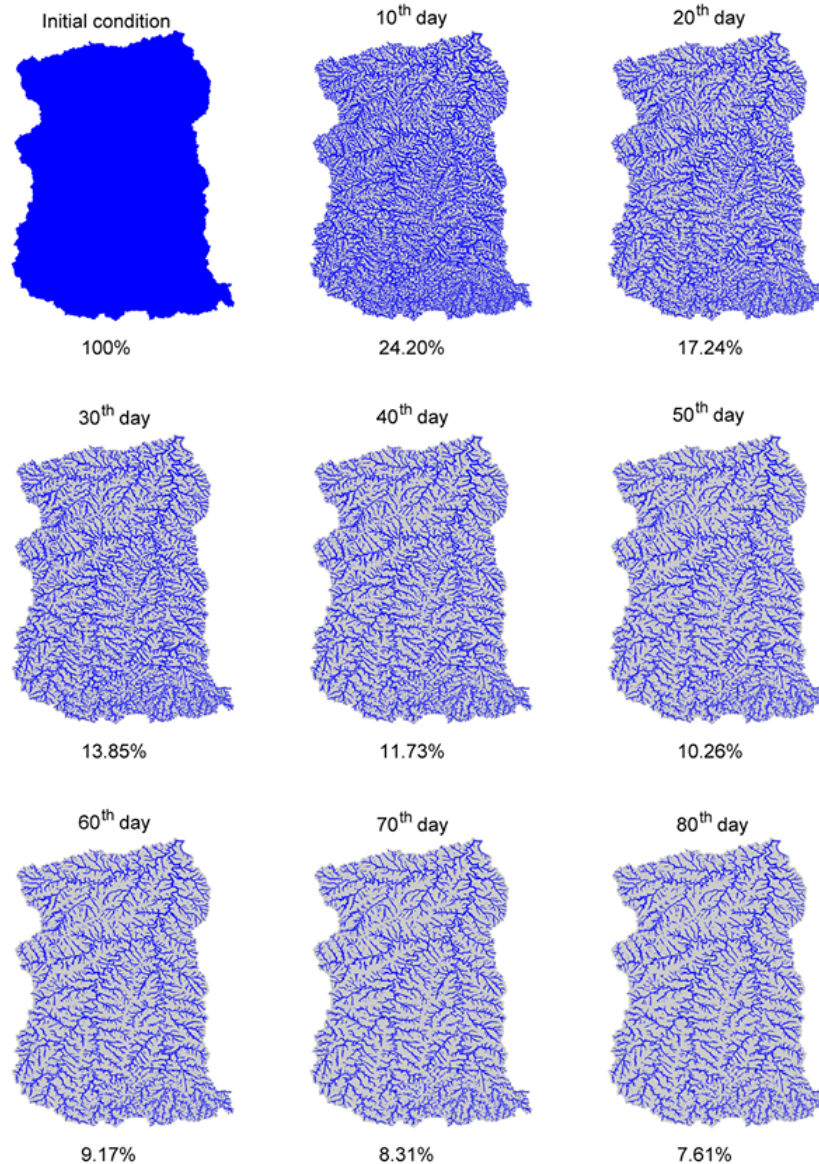 Initial condition
10th day
20th day
100%
24.20%
17.24%
30th day
40th day
50th day
13.85%
11.73%
10.26%
60th day
70th day
80th day
9.17%
8.31%
7.61%